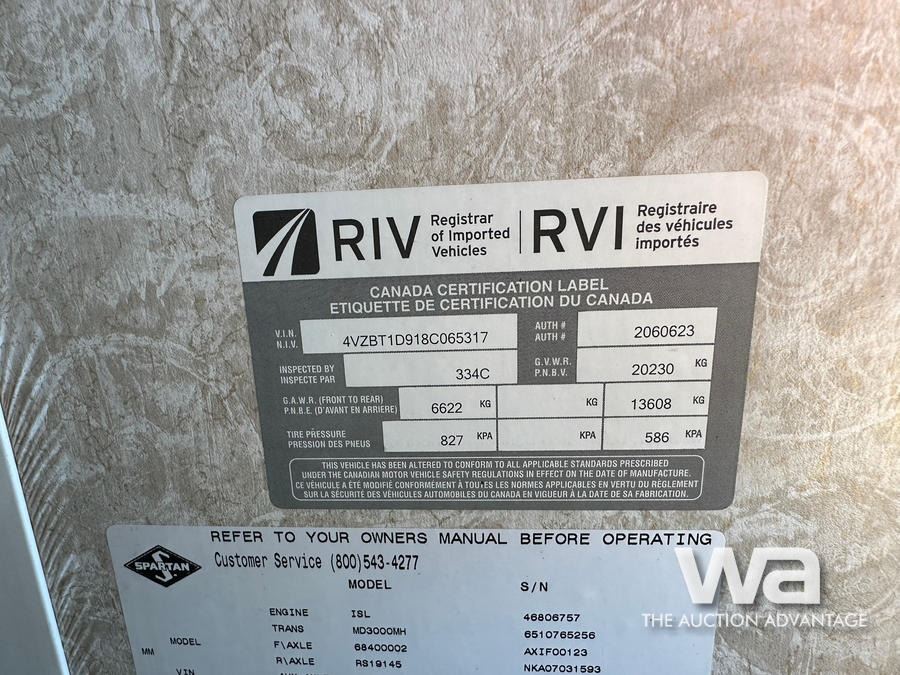 RIV Registrar of Imported Vehicles | RVI Registraire des véhicules importés
CANADA CERTIFICATION LABEL
ETIQUETTE DE CERTIFICATION DU CANADA
V.I.N. N.I.V. 4VZBT1D918C065317 AUTH # AUTH # 2060623
INSPECTED BY INSPECTE PAR 334C G.V.W.R. P.N.B.V. 20230 KG
G.A.W.R. (FRONT TO REAR) P.N.B.E. (D'AVANT EN ARRIERE) 6622 KG KG 13608 KG
TIRE PRESSURE PRESSION DES PNEUS 827 KPA KPA 586 KPA
THIS VEHICLE HAS BEEN ALTERED TO CONFORM TO ALL APPLICABLE STANDARDS PRESCRIBED
UNDER THE CANADIAN MOTOR VEHICLE SAFETY REGULATIONS IN EFFECT ON THE DATE OF MANUFACTURE.
CE VÉHICULE A ÉTÉ MODIFIÉ CONFORMÉMENT À TOUTES LES NORMES APPLICABLES EN VERTU DU RÈGLEMENT
SUR LA SÉCURITÉ DES VÉHICULES AUTOMOBILES DU CANADA EN VIGUEUR À LA DATE DE SA FABRICATION.
REFER TO YOUR OWNERS MANUAL BEFORE OPERATING
SPARTAN Customer Service (800)543-4277
MODEL S/N
ENGINE ISL 46806757
TRANS MD3000MH 6510765256
MODEL F\AXLE 68400002 AXIF00123
MM R\AXLE RS19145 NKA07031593
VIN
wa
THE AUCTION ADVANTAGE